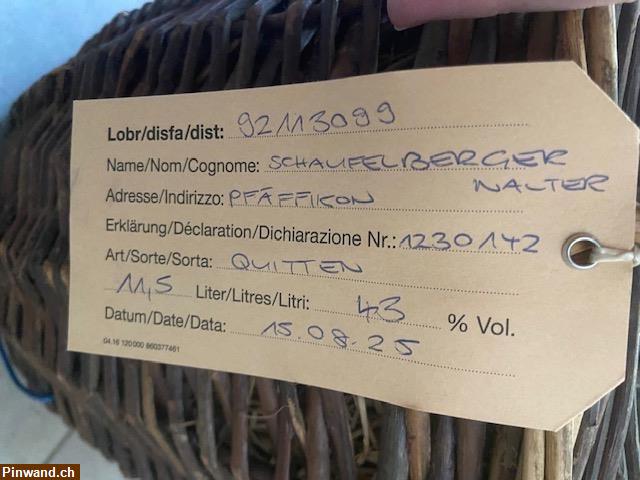 Lobr/disfa/dist: 92113099
Name/Nom/Cognome: SCHAUFELBERGER
WALTER
Adresse/Indirizzo: PFÄFFIKON
Erklärung/Déclaration/Dichiarazione Nr.: 1230142
Art/Sorte/Sorta: QUITTEN
11,5 Liter/Litres/Litri: 43 % Vol.
Datum/Date/Data: 15.08.25
04.16 120 000 860377461
Pinwand.ch